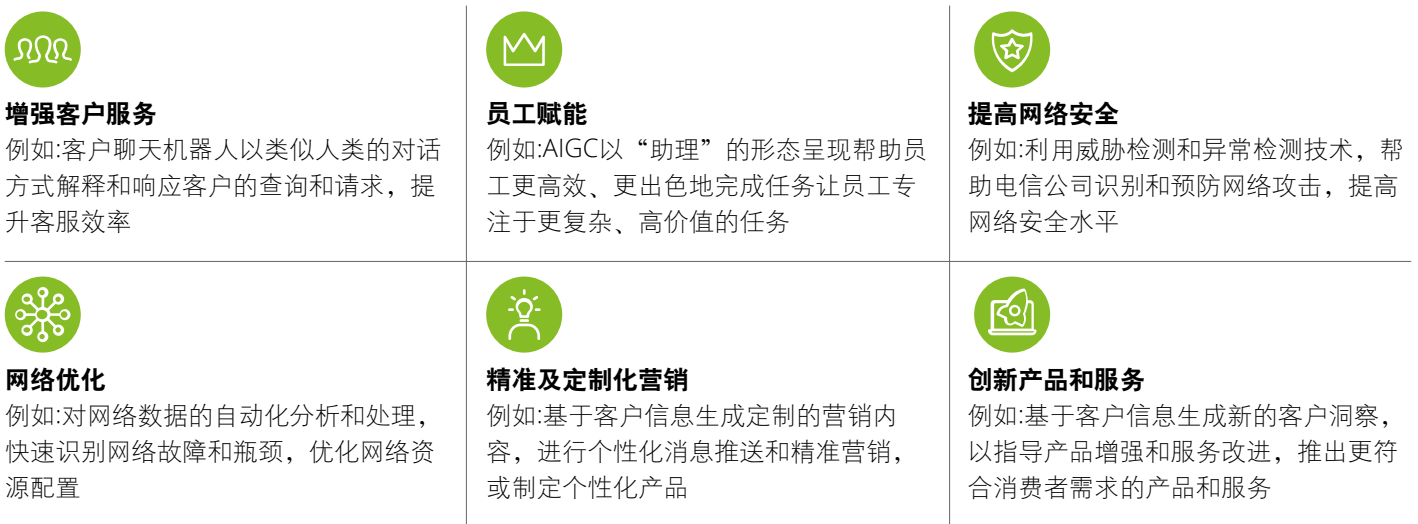 增强客户服务
例如:客户聊天机器人以类似人类的对话
方式解释和响应客户的查询和请求，提
升客服效率
员工赋能
例如:AIGC以“助理”的形态呈现帮助员
工更高效、更出色地完成任务让员工专
注于更复杂、高价值的任务
提高网络安全
例如:利用威胁检测和异常检测技术，帮
助电信公司识别和预防网络攻击，提高
网络安全水平
网络优化
例如:对网络数据的自动化分析和处理，
快速识别网络故障和瓶颈，优化网络资
源配置
精准及定制化营销
例如:基于客户信息生成定制的营销内
容，进行个性化消息推送和精准营销，
或制定个性化产品
创新产品和服务
例如:基于客户信息生成新的客户洞察，
以指导产品增强和服务改进，推出更符
合消费者需求的产品和服务